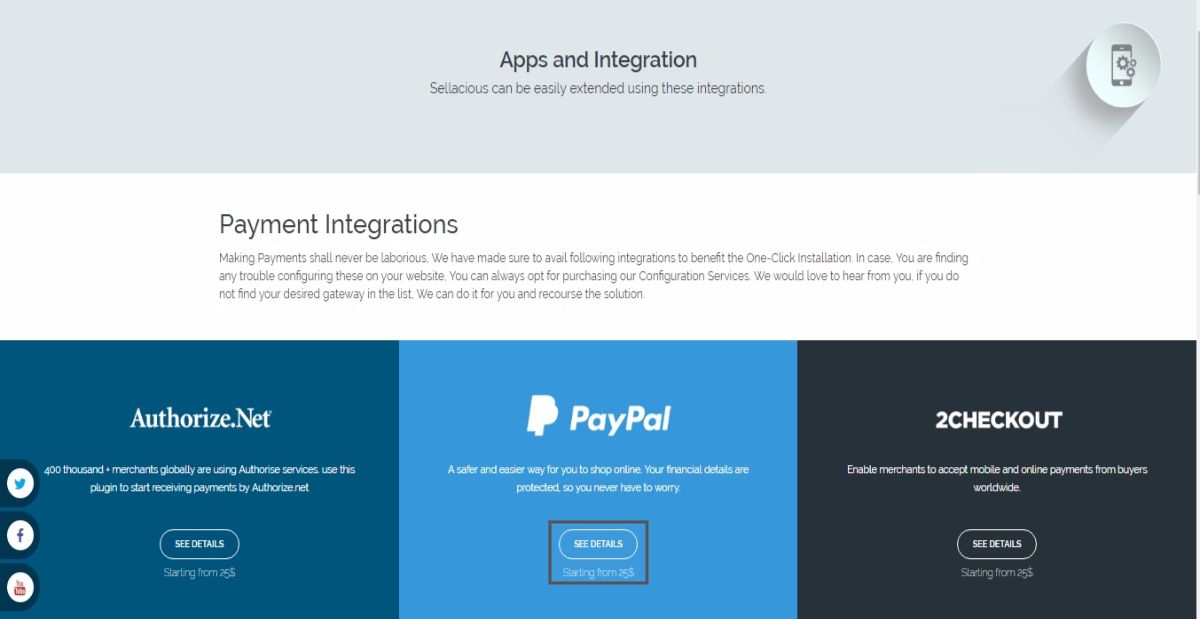 Apps and Integration
Sellacious can be easily extended using these integrations.
Payment Integrations
Making Payments shall never be laborious, We have made sure to avail following integrations to benefit the One-Click Installation. In case, You are finding
any trouble configuring these on your website, You can always opt for purchasing our Configuration Services. We would love to hear from you, if you do
not find your desired gateway in the list, We can do it for you and recourse the solution.
Authorize.Net
400 thousand + merchants globally are using Authorise services. use this
plugin to start receiving payments by Authorize.net
SEE DETAILS
Starting from 25$
PayPal
A safer and easier way for you to shop online. Your financial details are
protected, so you never have to worry.
SEE DETAILS
Starting from 25$
2CHECKOUT
Enable merchants to accept mobile and online payments from buyers
worldwide.
SEE DETAILS
Starting from 25$
You
Tube